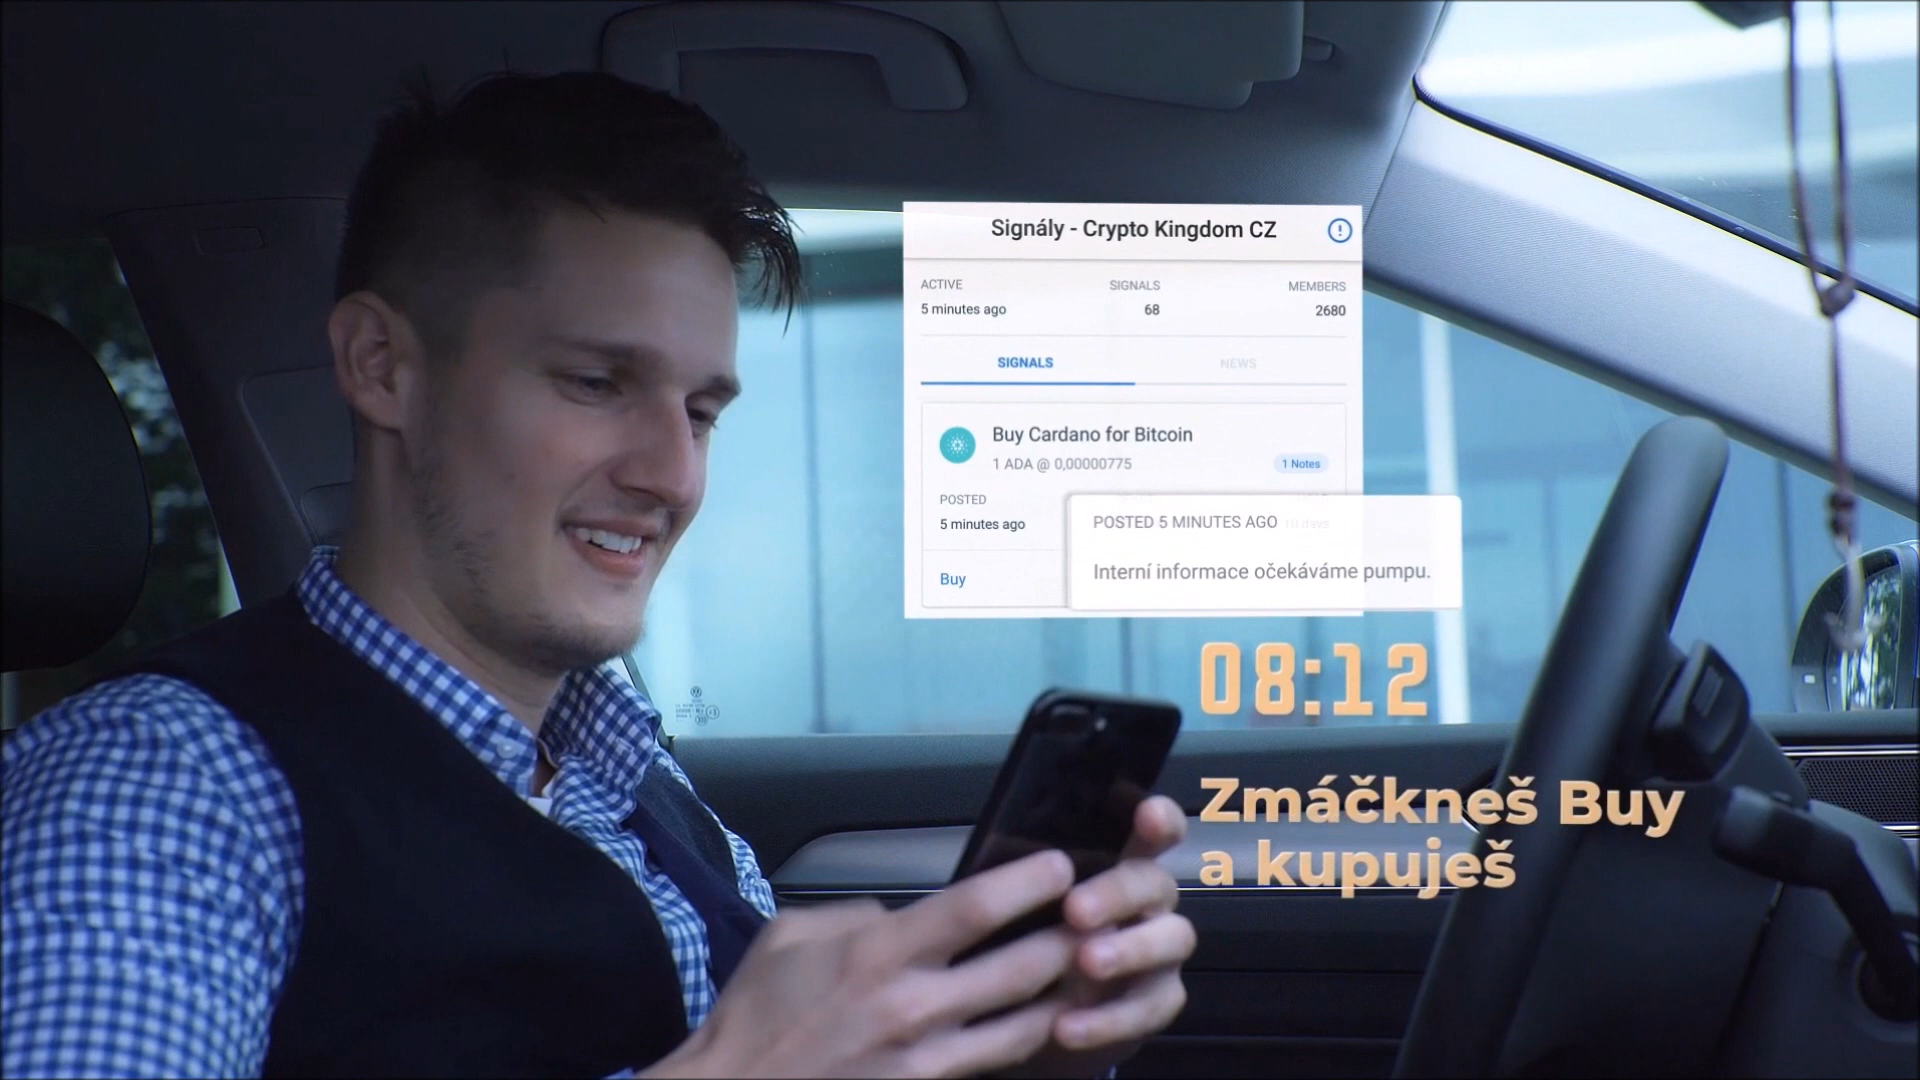 Signály - Crypto Kingdom CZ
ACTIVE SIGNALS MEMBERS
5 minutes ago 68 2680
SIGNALS NEWS
Buy Cardano for Bitcoin
1 ADA @ 0,00000775 1 Notes
POSTED
5 minutes ago
POSTED 5 MINUTES AGO 10 days
Buy
Interní informace očekáváme pumpu.
08:12
Zmáčkneš Buy
a kupuješ